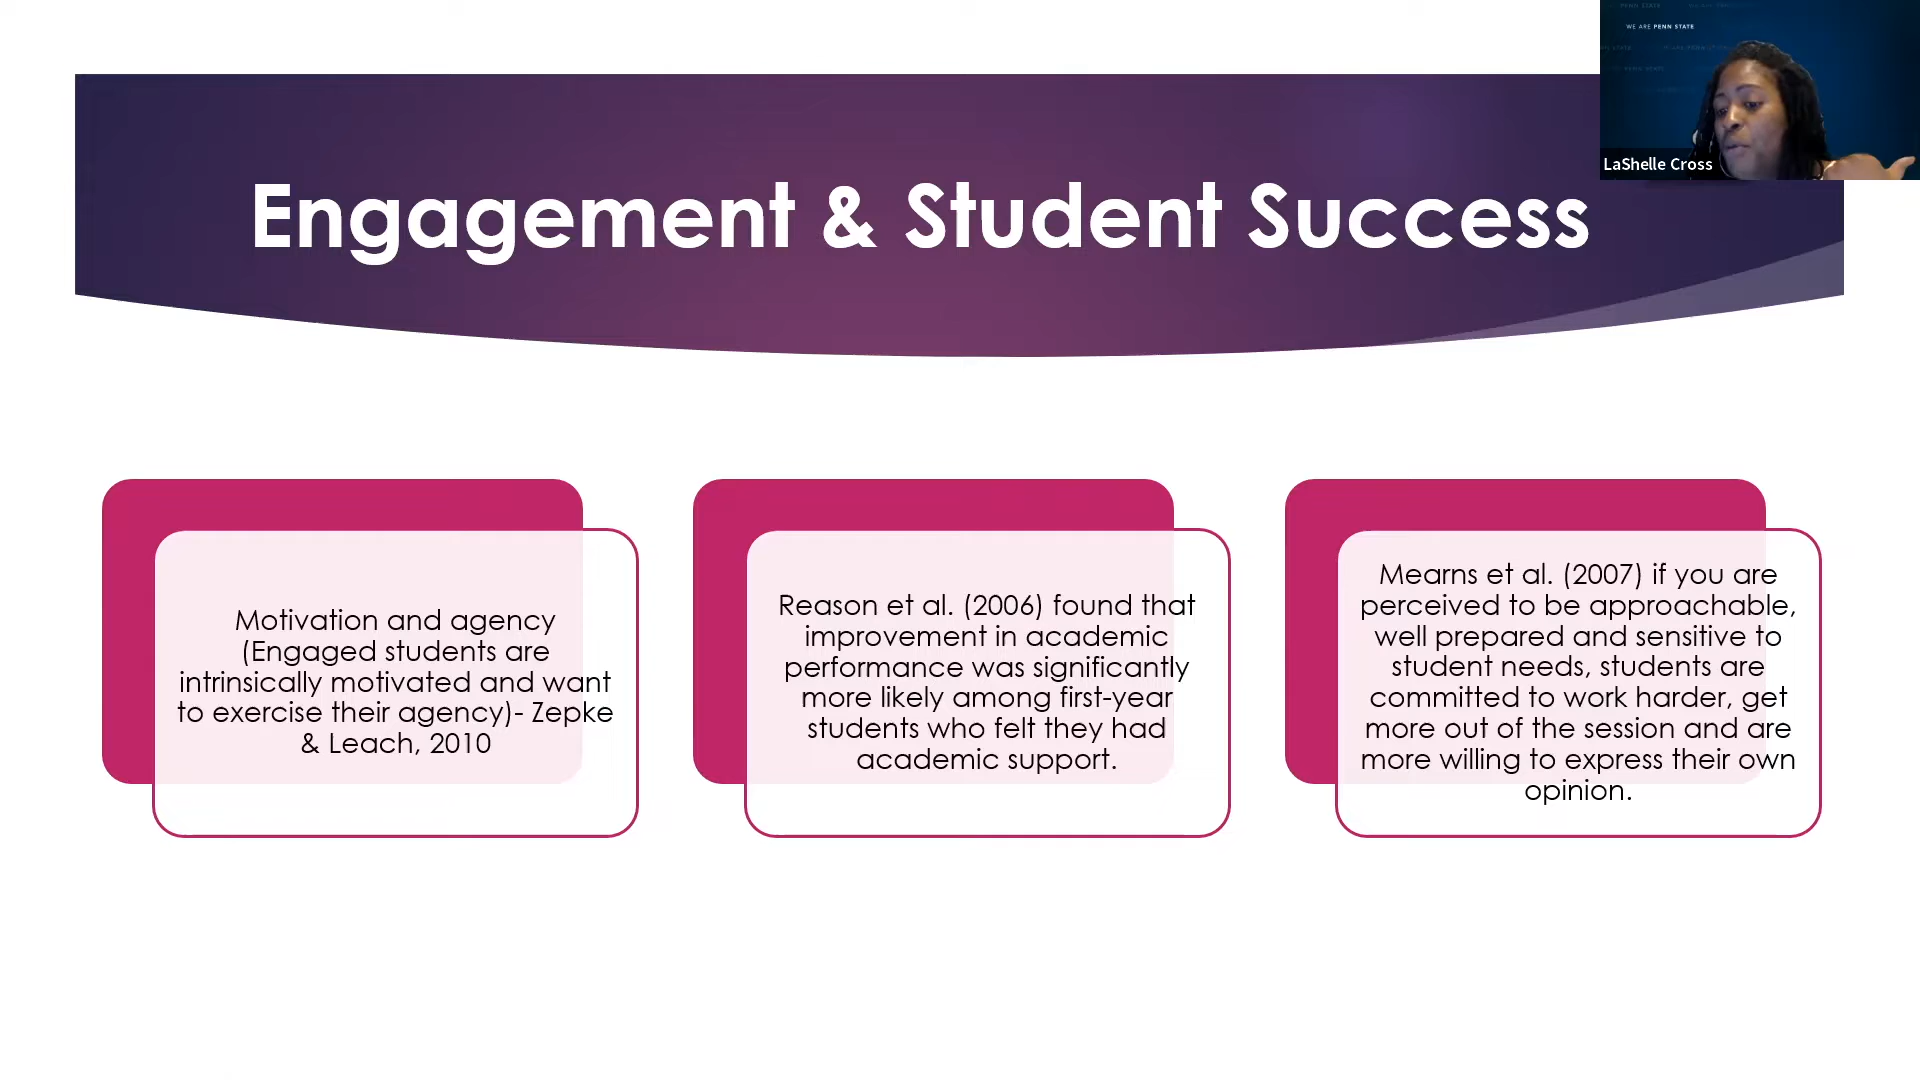 WE ARE PENN STATE
LaShelle Cross
Engagement & Student Success
Motivation and agency
(Engaged students are
intrinsically motivated and want
to exercise their agency)- Zepke
& Leach, 2010
Reason et al. (2006) found that
improvement in academic
performance was significantly
more likely among first-year
students who felt they had
academic support.
Mearns et al. (2007) if you are
perceived to be approachable,
well prepared and sensitive to
student needs, students are
committed to work harder, get
more out of the session and are
more willing to express their own
opinion.